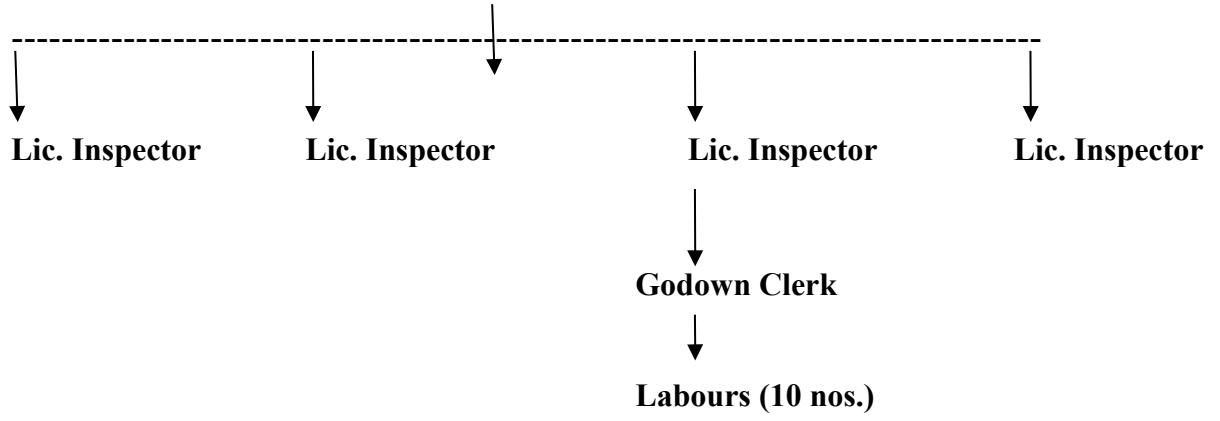 Lic. Inspector Lic. Inspector Lic. Inspector Lic. Inspector
Godown Clerk
Labours (10 nos.)